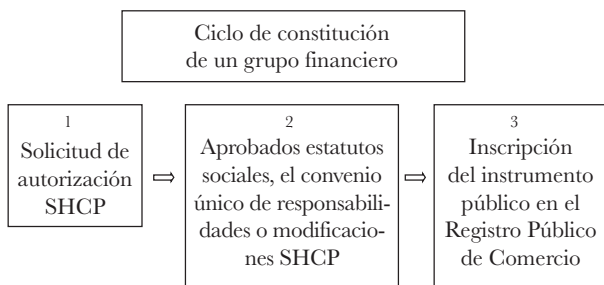 Ciclo de constitución
de un grupo financiero
1
Solicitud de
autorización
SHCP
⇨
2
Aprobados estatutos
sociales, el convenio
único de responsabili-
dades o modificacio-
nes SHCP
⇨
3
Inscripción
del instrumento
público en el
Registro Público
de Comercio